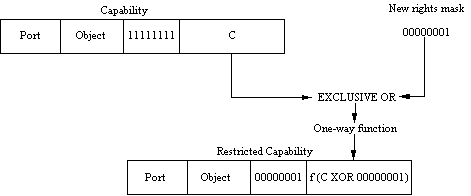 Capability
New rights mask
Port Object 11111111 C
00000001
EXCLUSIVE OR
One-way function
Restricted Capability
Port Object 00000001 f (C XOR 00000001)